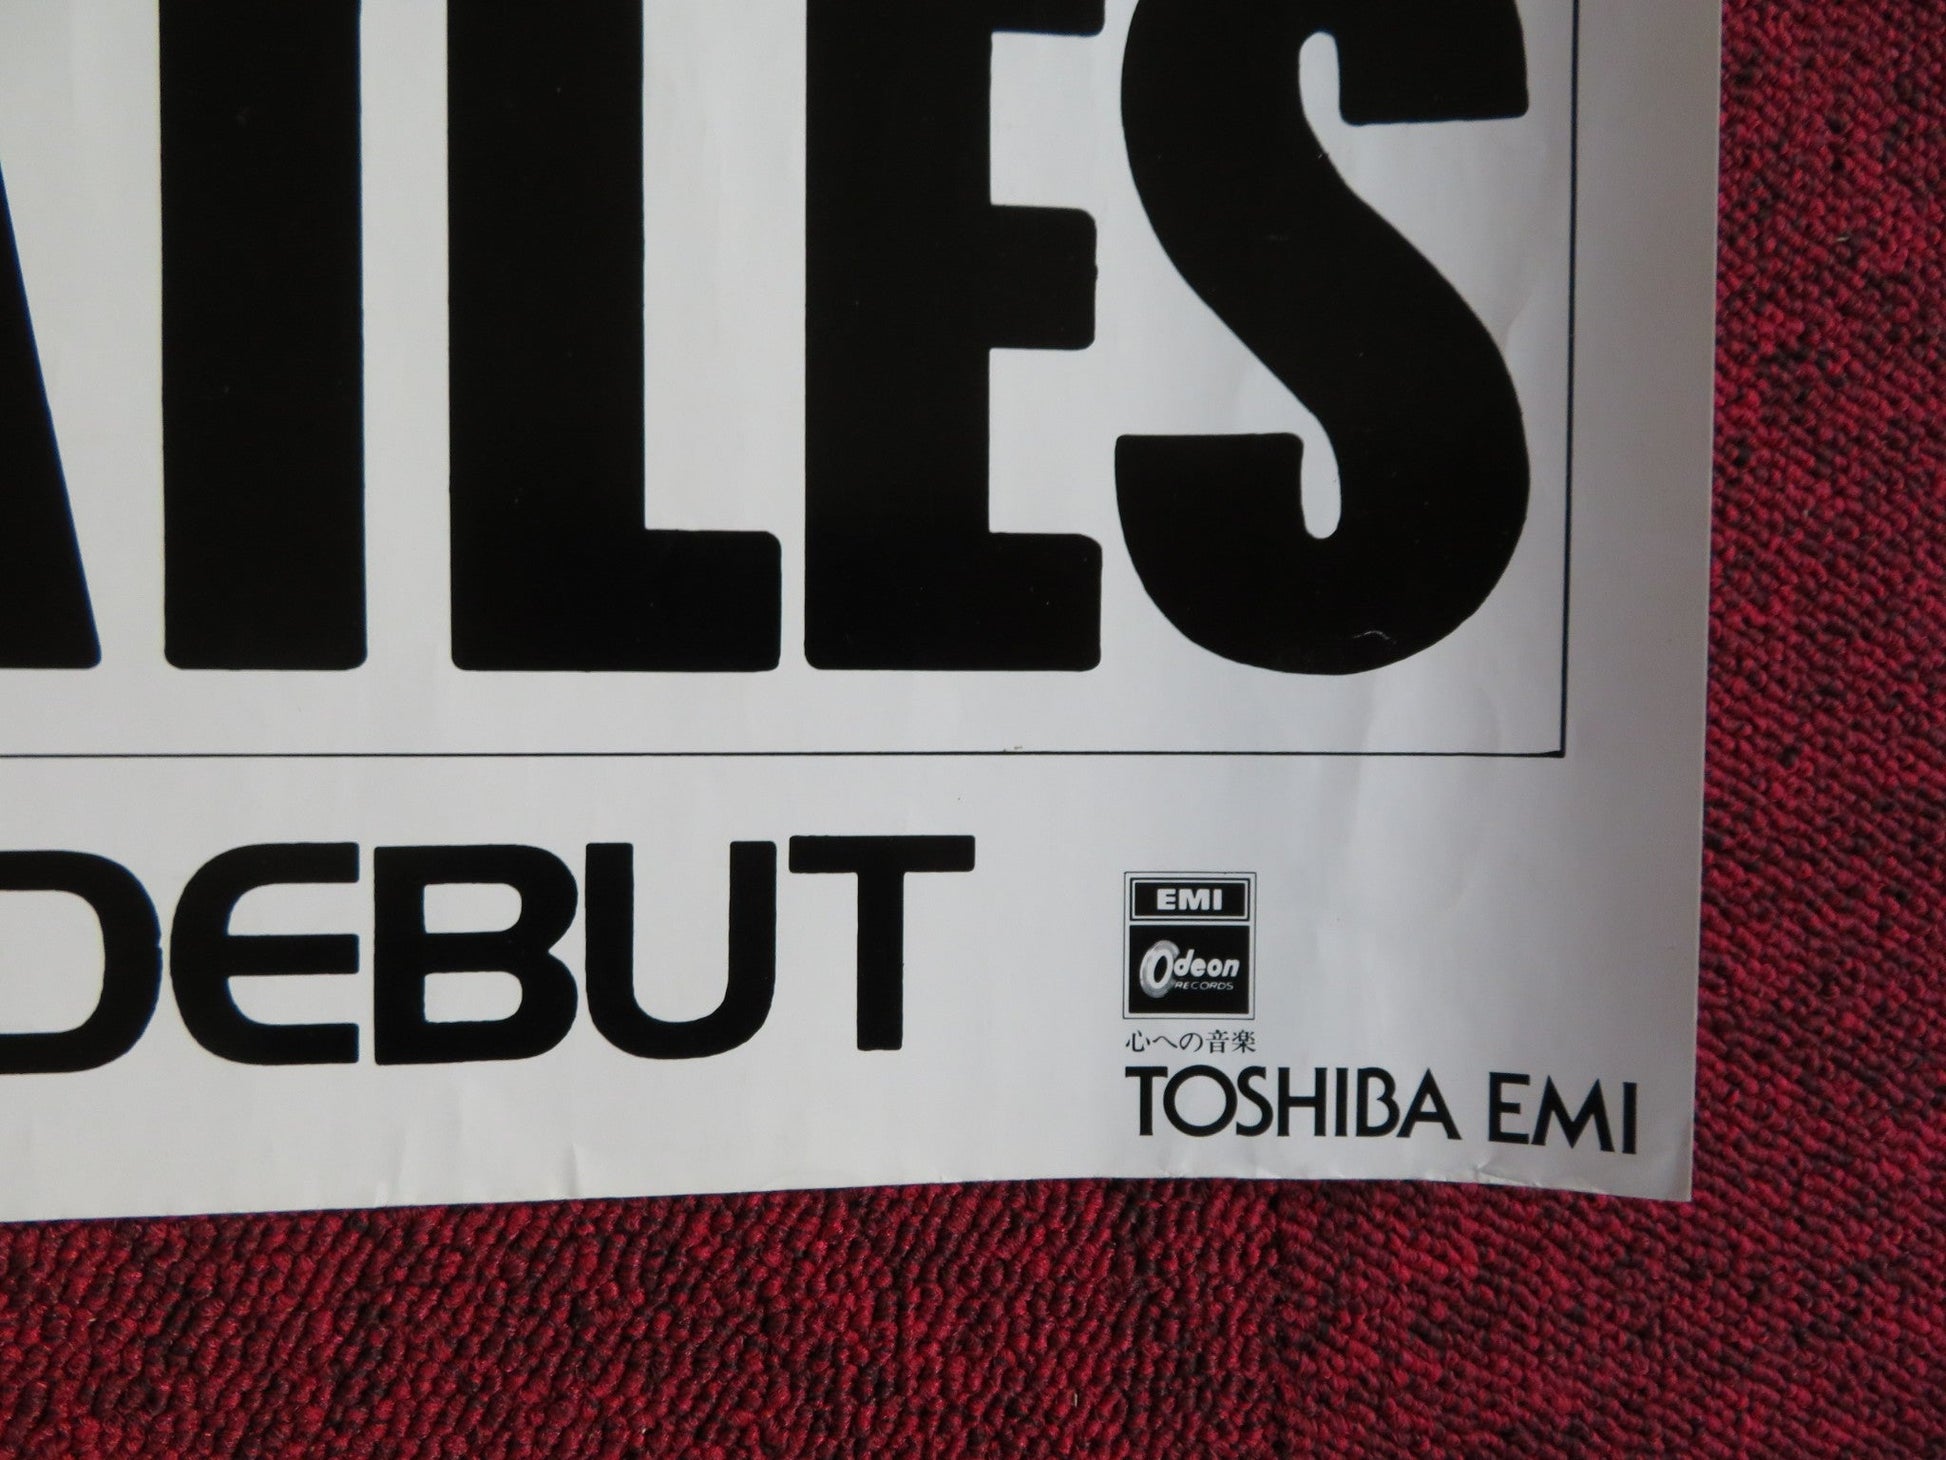 ATLES
DEBUT
EMI
Odeon
RECORDS
心への音楽
TOSHIBA EMI